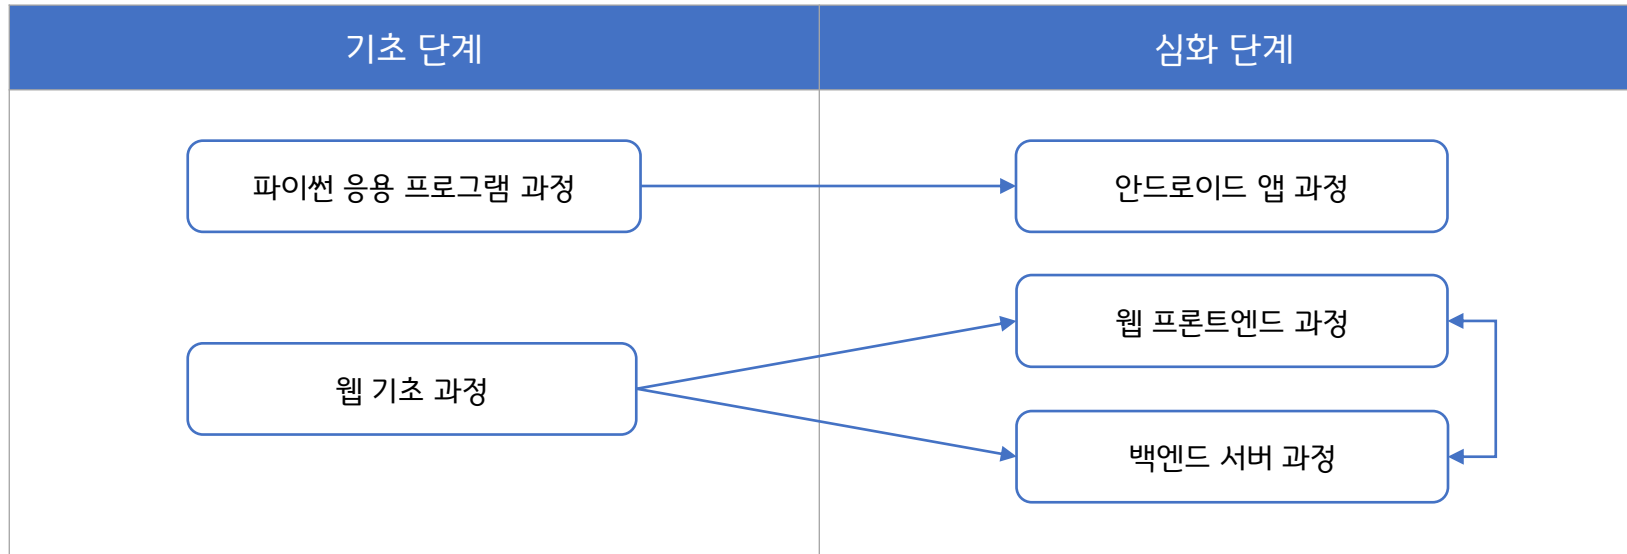 기초 단계
심화 단계
파이썬 응용 프로그램 과정
안드로이드 앱 과정
웹 프론트엔드 과정
웹 기초 과정
백엔드 서버 과정